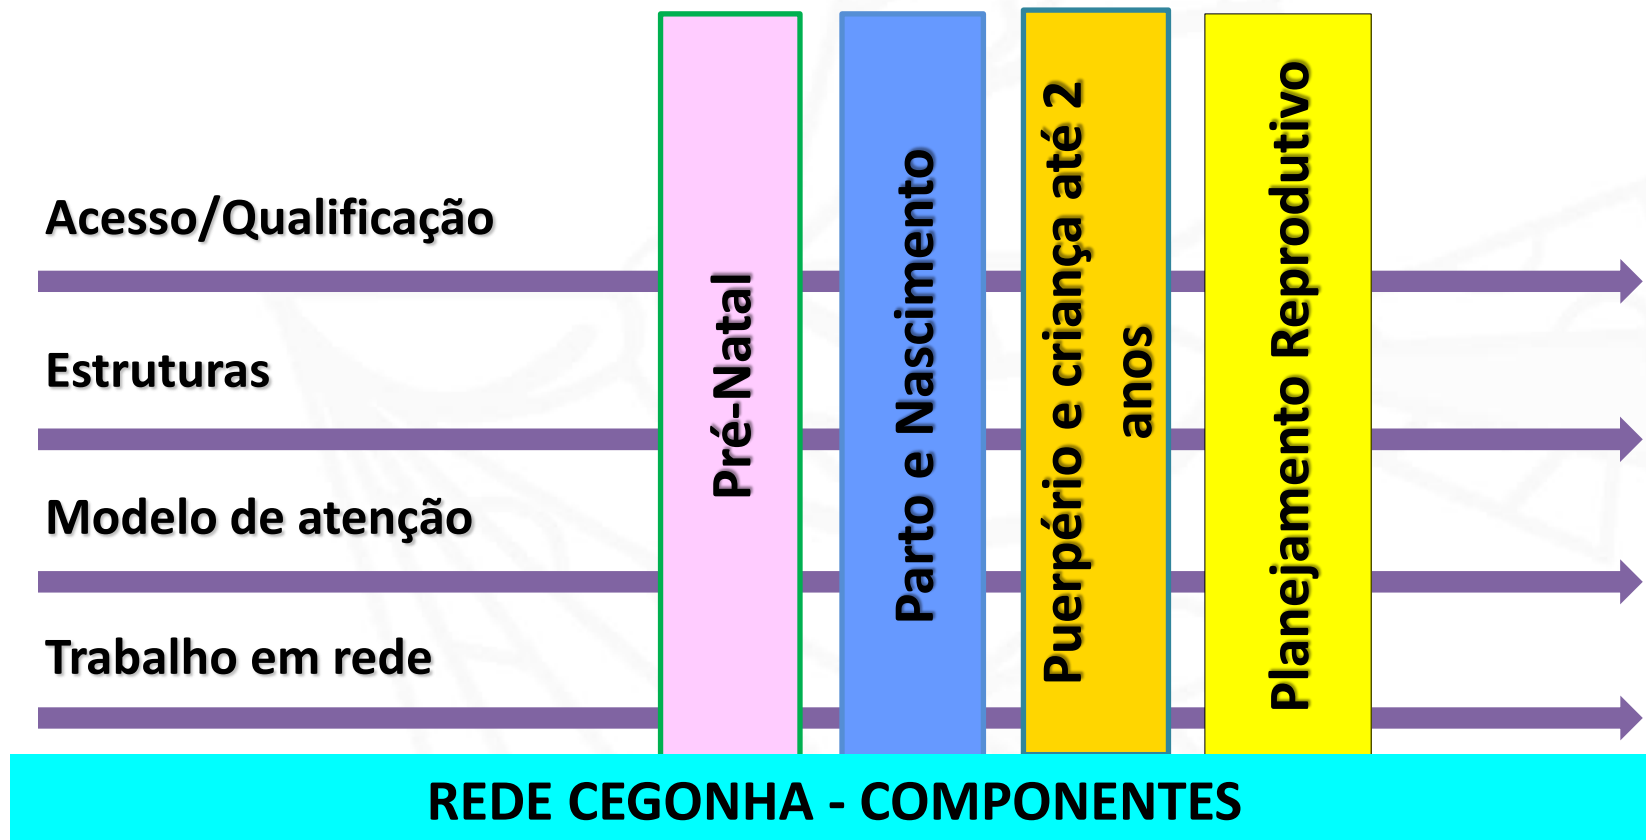 Acesso/Qualificação
Estruturas
Modelo de atenção
Trabalho em rede
Pré-Natal
Parto e Nascimento
Puerpério e criança até 2
anos
Planejamento Reprodutivo
REDE CEGONHA - COMPONENTES